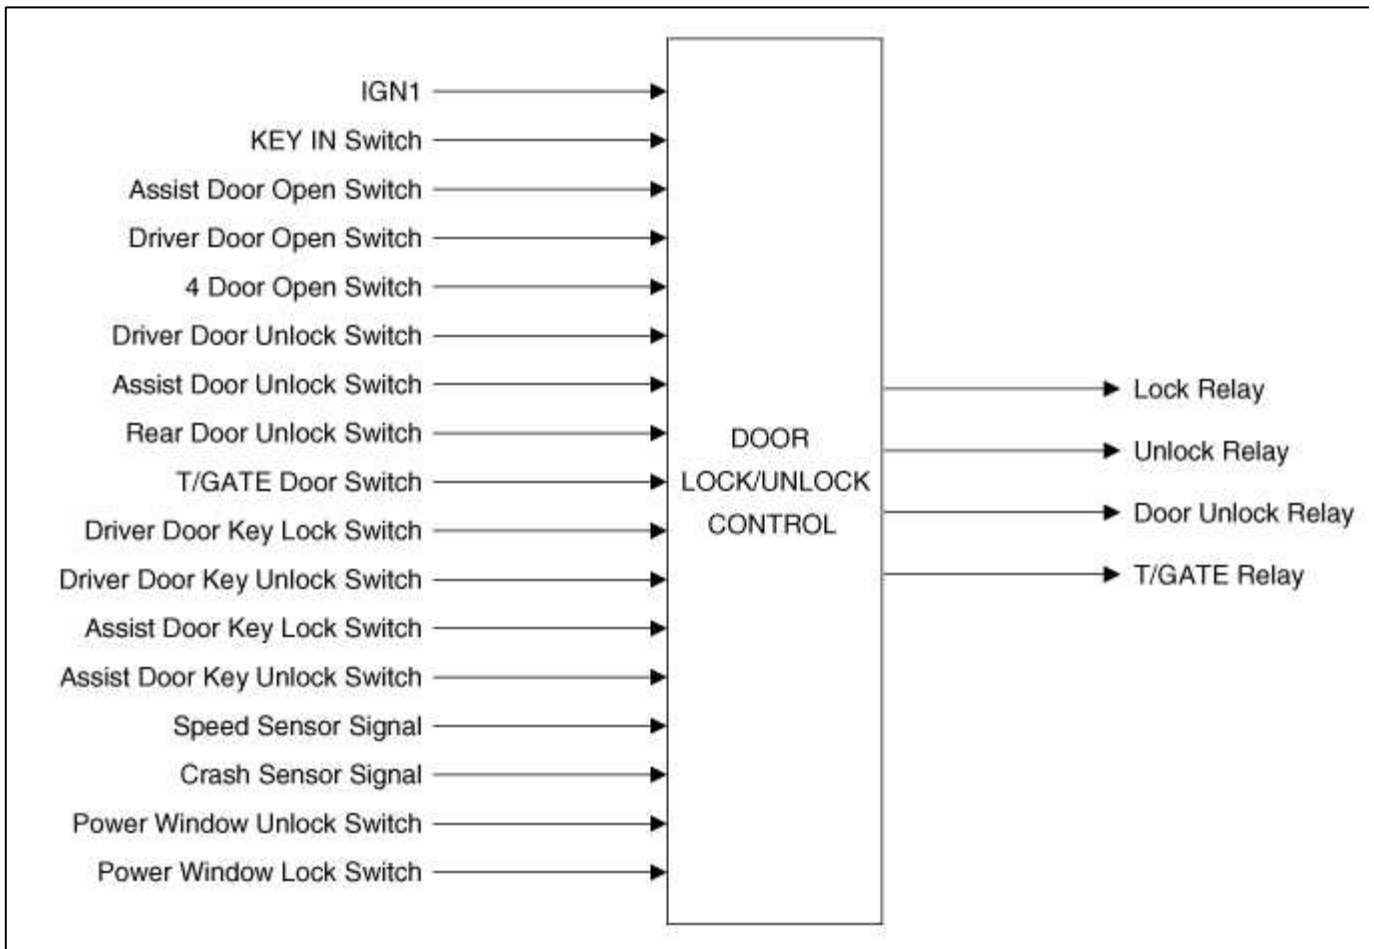 IGN1
KEY IN Switch
Assist Door Open Switch
Driver Door Open Switch
4 Door Open Switch
Driver Door Unlock Switch
Assist Door Unlock Switch
Rear Door Unlock Switch
T/GATE Door Switch
Driver Door Key Lock Switch
Driver Door Key Unlock Switch
Assist Door Key Lock Switch
Assist Door Key Unlock Switch
Speed Sensor Signal
Crash Sensor Signal
Power Window Unlock Switch
Power Window Lock Switch
DOOR
LOCK/UNLOCK
CONTROL
Lock Relay
Unlock Relay
Door Unlock Relay
T/GATE Relay